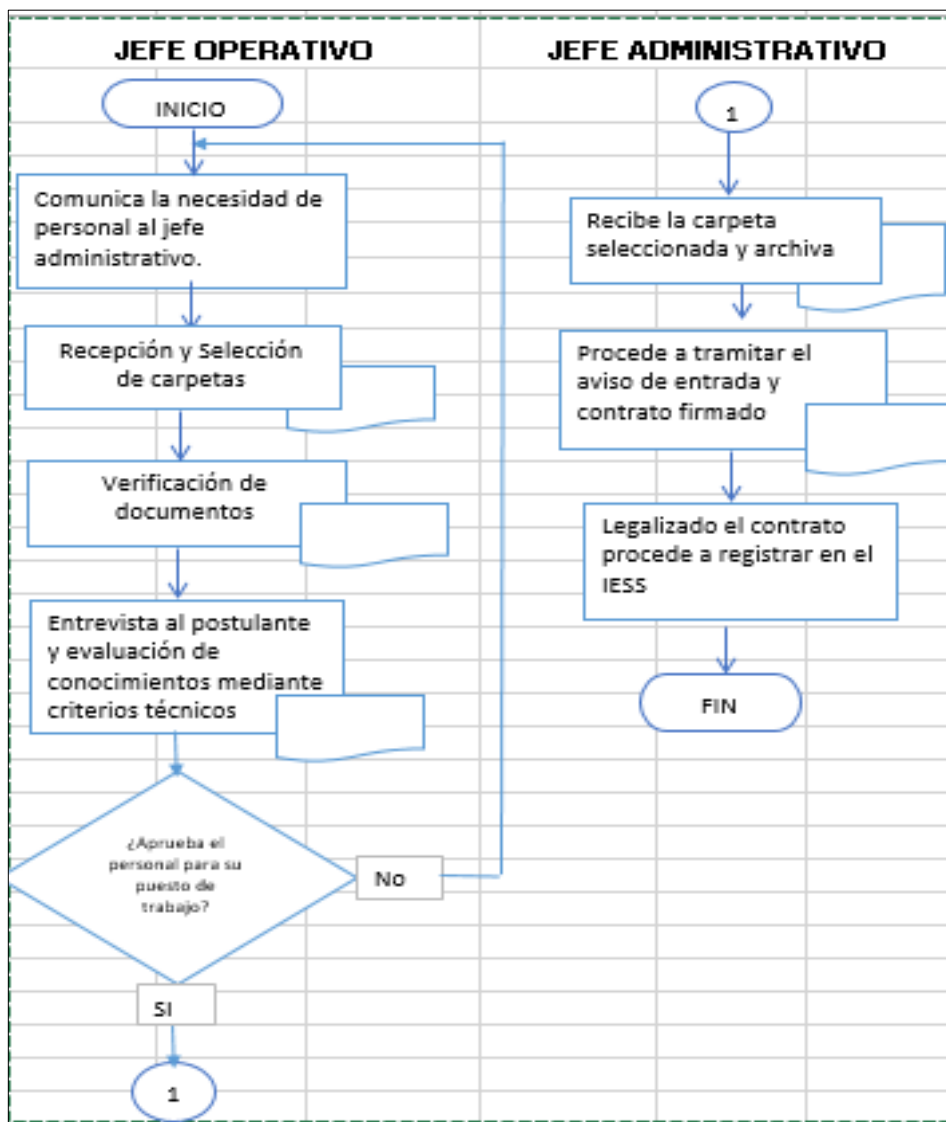 JEFE OPERATIVO
INICIO
Comunica la necesidad de
personal al jefe
administrativo.
Recepción y Selección
de carpetas
Verificación de
documentos
Entrevista al postulante
y evaluación de
conocimientos mediante
criterios técnicos
¿Aprueba el
personal para su
puesto de
trabajo?
No
SI
1
JEFE ADMINISTRATIVO
1
Recibe la carpeta
seleccionada y archiva
Procede a tramitar el
aviso de entrada y
contrato firmado
Legalizado el contrato
procede a registrar en el
IESS
FIN